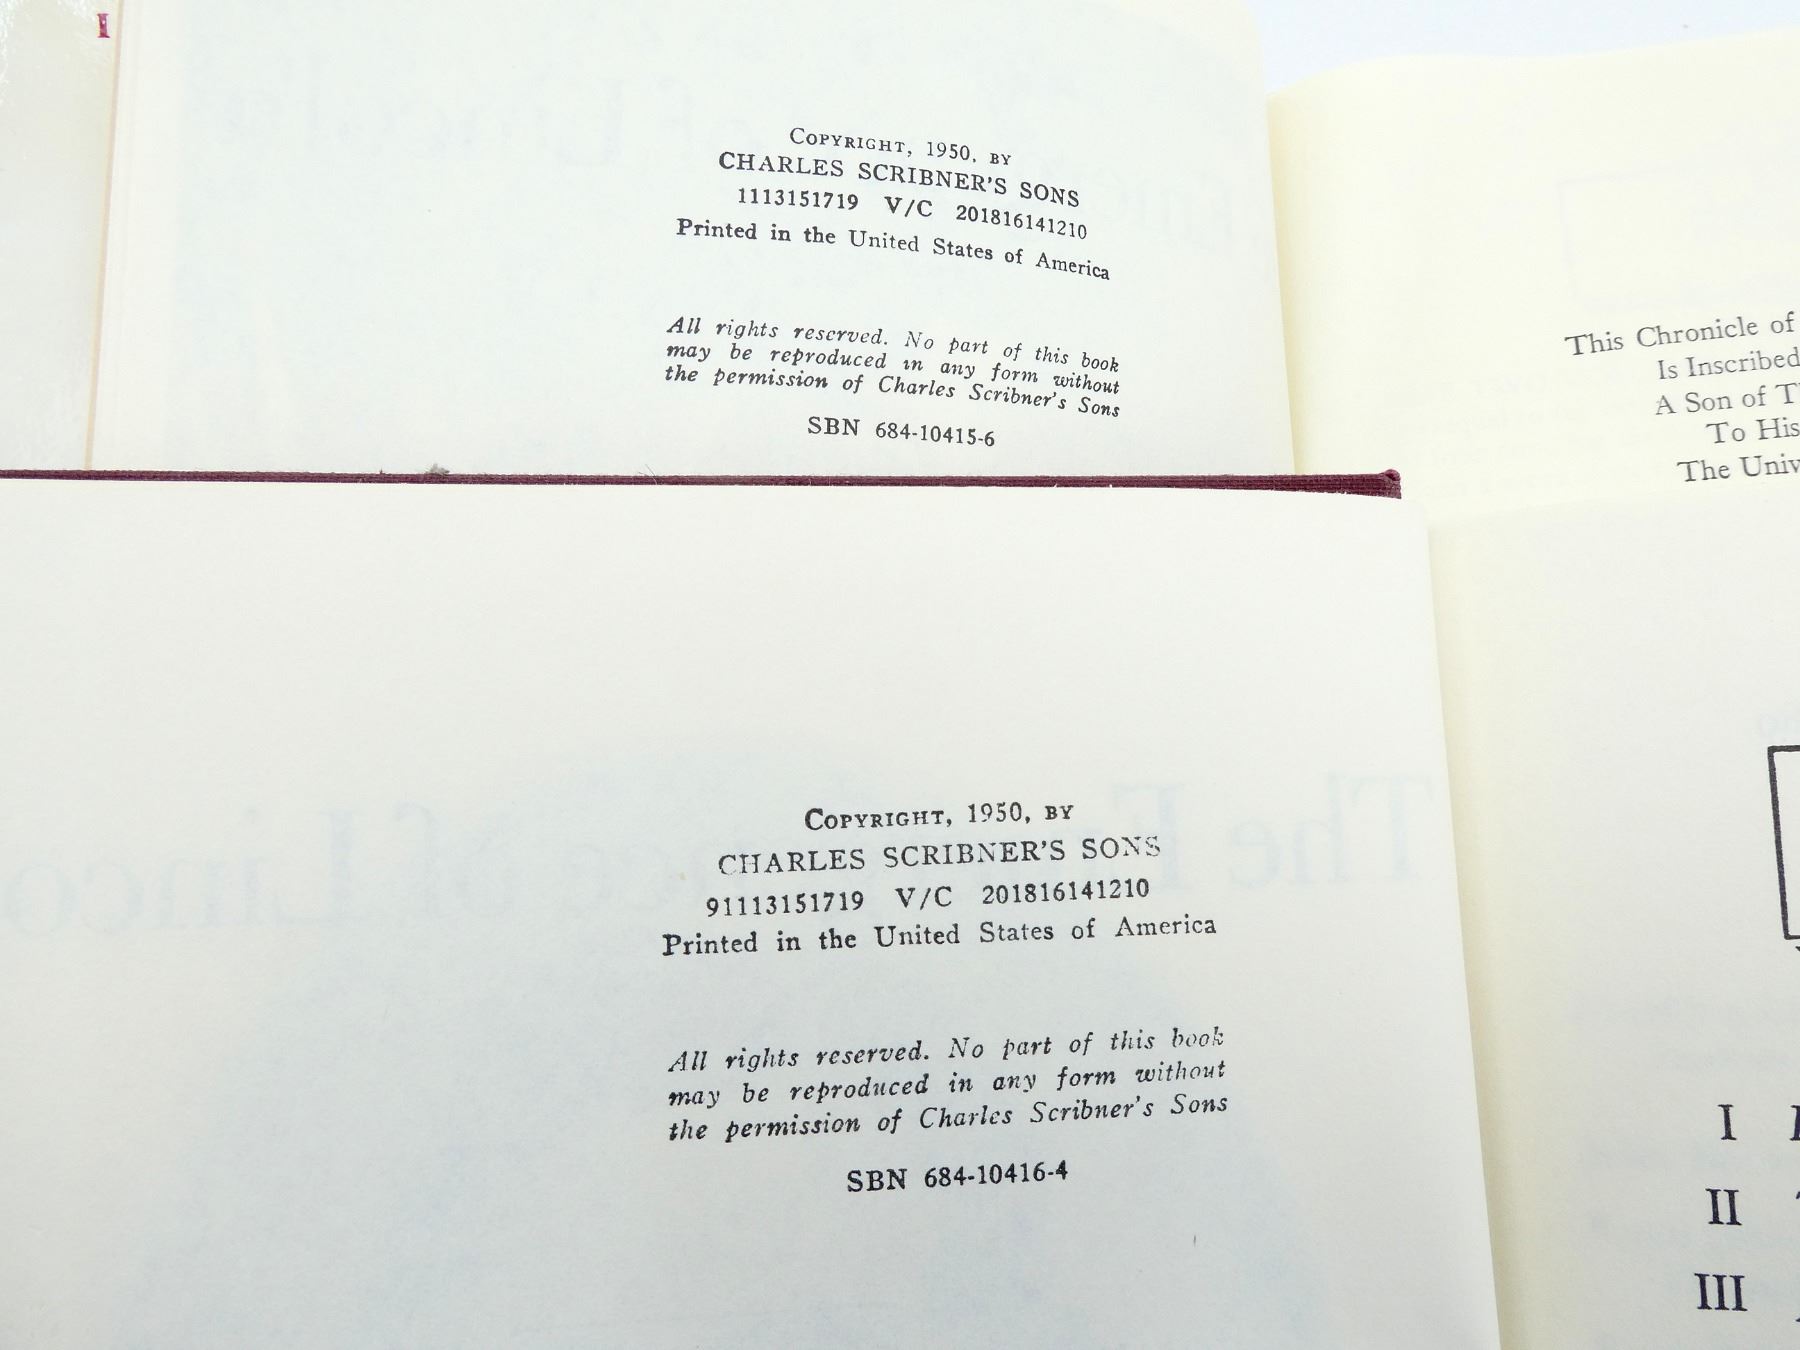 I
COPYRIGHT, 1950, BY
CHARLES SCRIBNER'S SONS
1113151719 V/C 201816141210
Printed in the United States of America
All rights reserved. No part of this book
may be reproduced in any form without
the permission of Charles Scribner's Sons
SBN 684-10415-6
This Chronicle of
Is Inscribed
A Son of
To His
The
COPYRIGHT, 1950, BY
CHARLES SCRIBNER'S SONS
91113151719 V/C 201816141210
Printed in the United States of America
All rights reserved. No part of this book
may be reproduced in any form without
the permission of Charles Scribner's Sons
SBN 684-10416-4
I
II
III